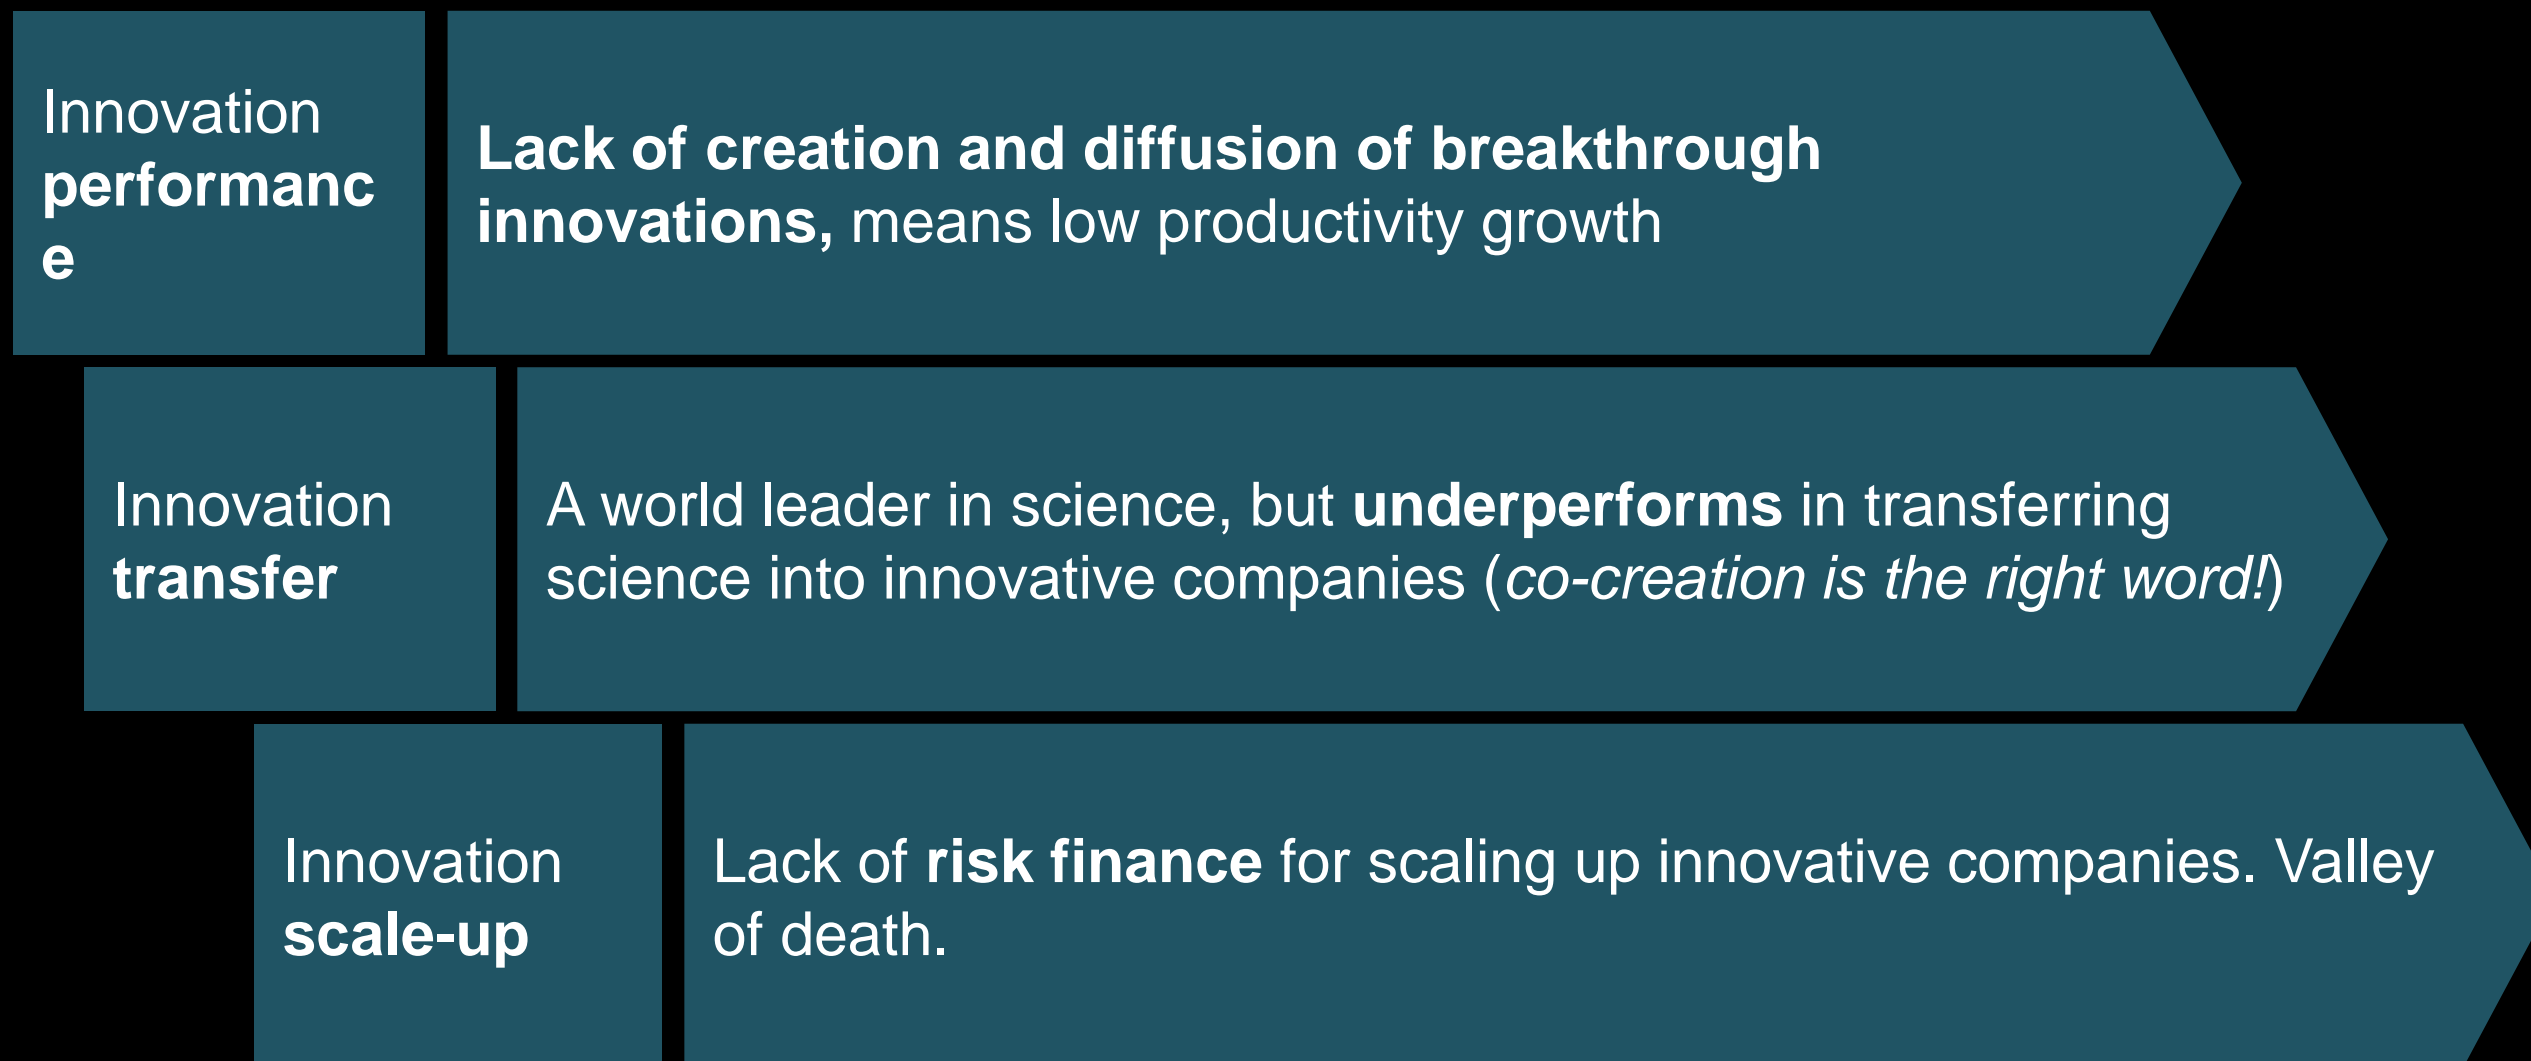 Innovation
performanc
e
Lack of creation and diffusion of breakthrough
innovations, means low productivity growth
Innovation
transfer
A world leader in science, but underperforms in transferring
science into innovative companies (co-creation is the right word!)
Innovation
scale-up
Lack of risk finance for scaling up innovative companies. Valley
of death.